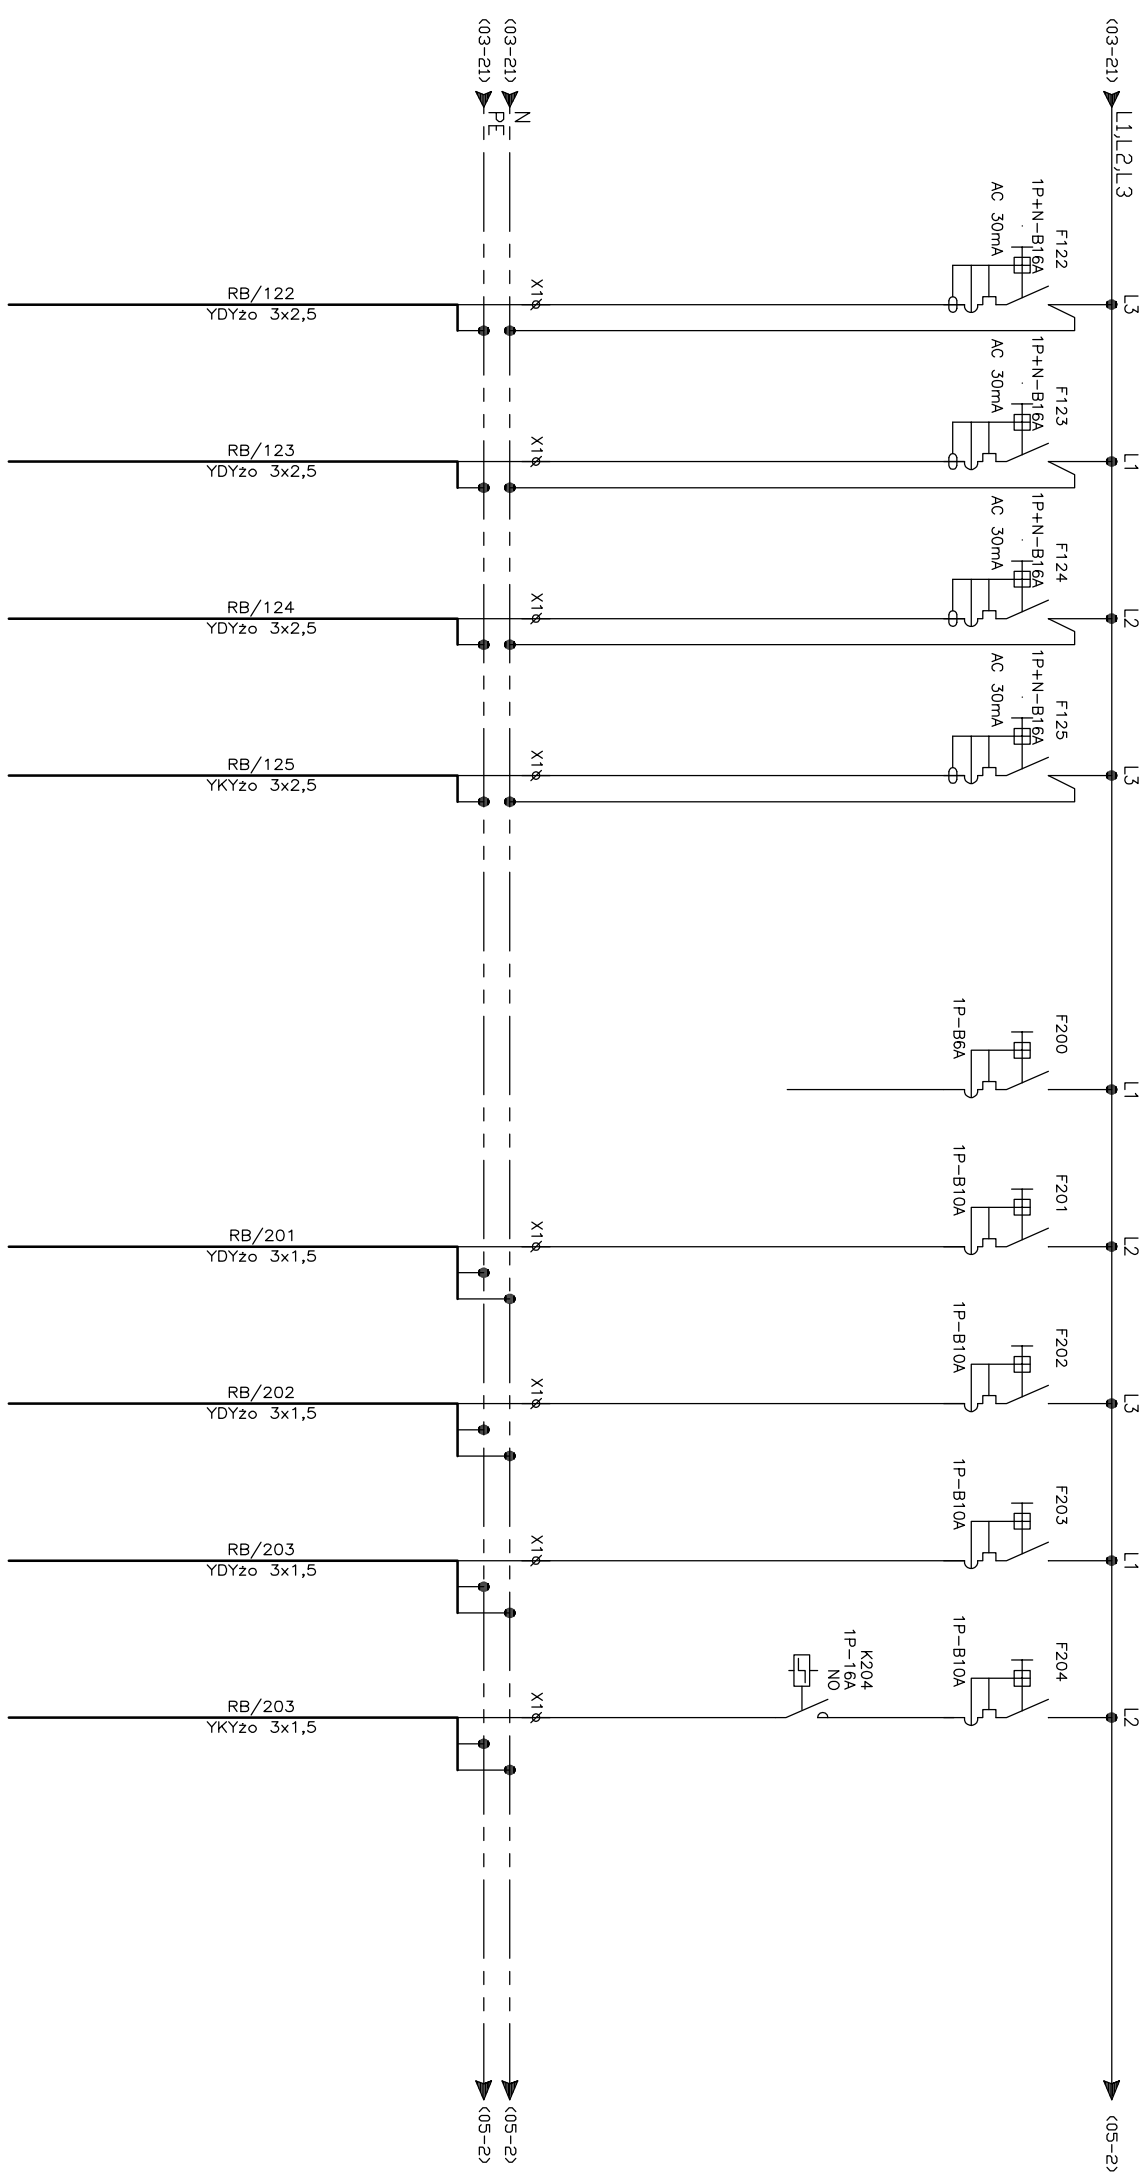 (03-21)
L1,L2,L3
(03-21)
N
(03-21)
PE
L3
F122
1P+N-B16A
AC 30mA
X1
RB/122
YDYżo 3x2,5
L1
F123
1P+N-B16A
AC 30mA
X1
RB/123
YDYżo 3x2,5
L2
F124
1P+N-B16A
AC 30mA
X1
RB/124
YDYżo 3x2,5
L3
F125
1P+N-B16A
AC 30mA
X1
RB/125
YKYżo 3x2,5
L1
F200
1P-B6A
L2
F201
1P-B10A
X1
RB/201
YDYżo 3x1,5
L3
F202
1P-B10A
X1
RB/202
YDYżo 3x1,5
L1
F203
1P-B10A
X1
RB/203
YDYżo 3x1,5
L2
F204
1P-B10A
K204
1P-16A
NO
X1
RB/203
YKYżo 3x1,5
(05-2)
(05-2)
(05-2)